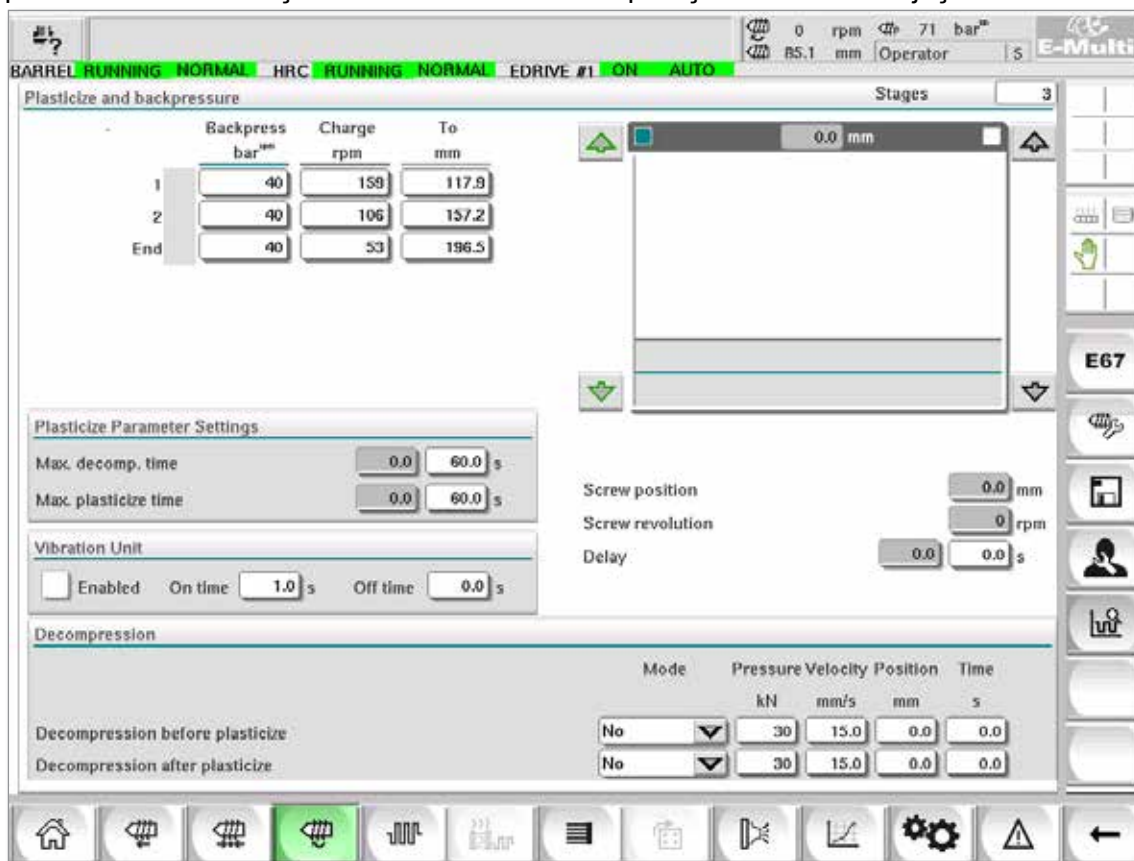 0 rpm 71 bar
85.1 mm Operator S E-Multi
BARREL RUNNING NORMAL HRC RUNNING NORMAL EDRIVE #1 ON AUTO
Plasticize and backpressure Stages 3
Backpress Charge To
bar rpm mm
0.0 mm
1 40 159 117.9
2 40 106 157.2
End 40 53 196.5
E67
Plasticize Parameter Settings
Max. decomp. time 0.0 60.0 s
Max. plasticize time 0.0 60.0 s
Screw position 0.0 mm
Screw revolution 0 rpm
Delay 0.0 0.0 s
Vibration Unit
Enabled On time 1.0 s Off time 0.0 s
Decompression
Mode Pressure Velocity Position Time
kN mm/s mm s
Decompression before plasticize No 30 15.0 0.0 0.0
Decompression after plasticize No 30 15.0 0.0 0.0